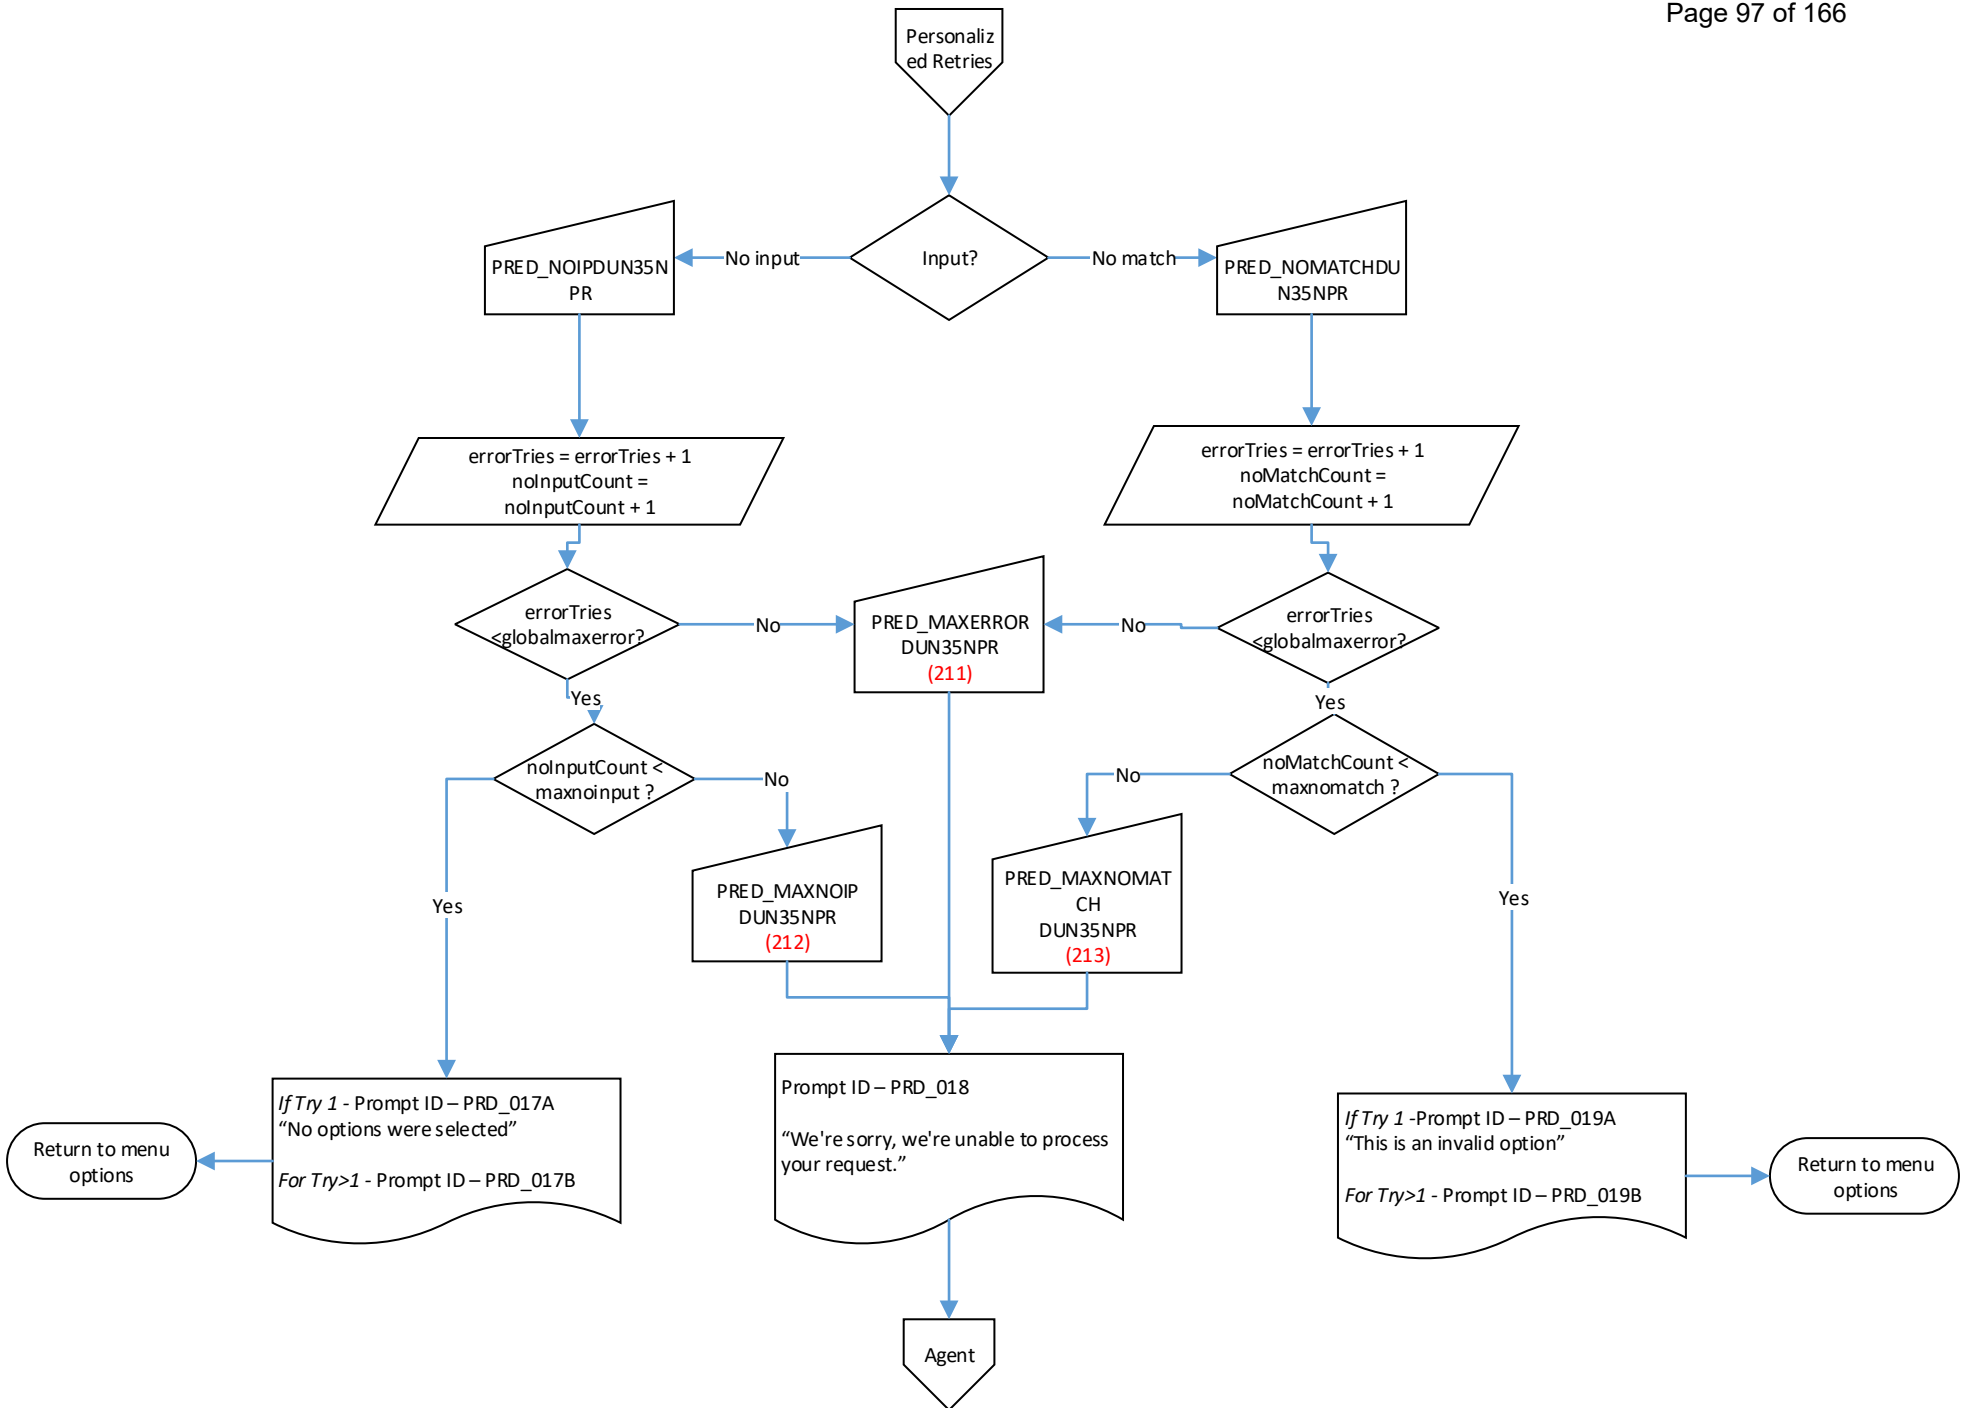 Page 97 of 166
Personaliz
ed Retries
Input?
No input
No match
PRED_NOIPDUN35N
PR
PRED_NOMATCHDU
N35NPR
errorTries = errorTries + 1
noInputCount =
noInputCount + 1
errorTries = errorTries + 1
noMatchCount =
noMatchCount + 1
errorTries
<globalmaxerror?
No
PRED_MAXERROR
DUN35NPR
(211)
No
errorTries
<globalmaxerror?
Yes
Yes
noInputCount <
maxnoinput ?
No
No
noMatchCount <
maxnomatch ?
PRED_MAXNOIP
DUN35NPR
(212)
PRED_MAXNOMAT
CH
DUN35NPR
(213)
Yes
Yes
Return to menu
options
If Try 1 - Prompt ID – PRD_017A
“No options were selected”
For Try>1 - Prompt ID – PRD_017B
Prompt ID – PRD_018
“We're sorry, we're unable to process
your request.”
If Try 1 -Prompt ID – PRD_019A
“This is an invalid option”
For Try>1 - Prompt ID – PRD_019B
Return to menu
options
Agent